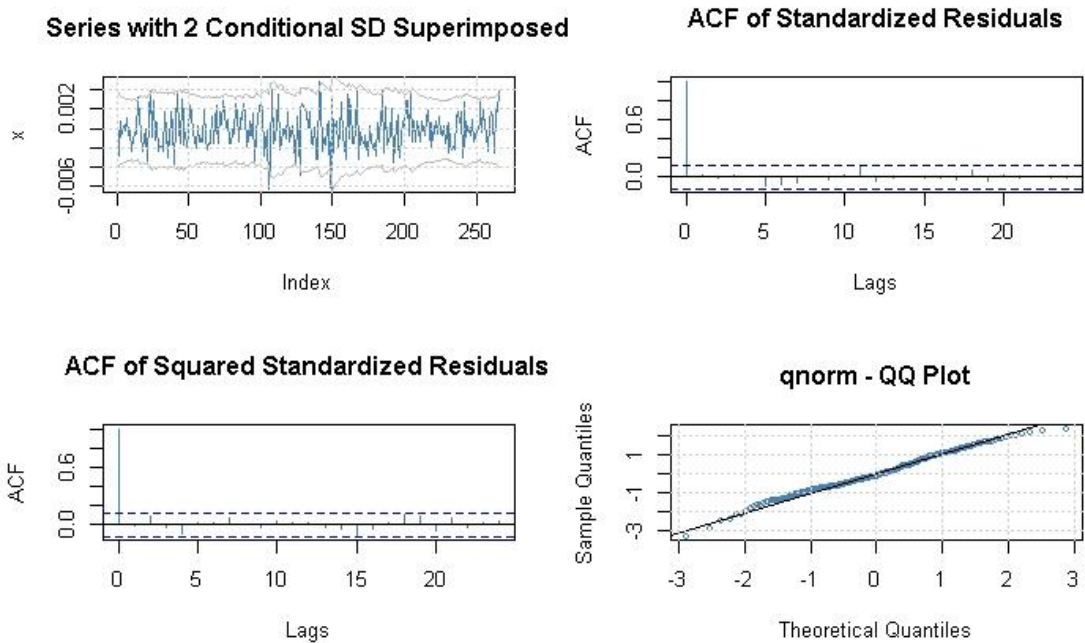 Series with 2 Conditional SD Superimposed
x
0.002
-0.006
0 50 100 150 200 250
Index
ACF of Standardized Residuals
ACF
0.6
0.0
0 5 10 15 20
Lags
ACF of Squared Standardized Residuals
ACF
0.6
0.0
0 5 10 15 20
Lags
qnorm - QQ Plot
Sample Quantiles
1
-1
-3
-3 -2 -1 0 1 2 3
Theoretical Quantiles